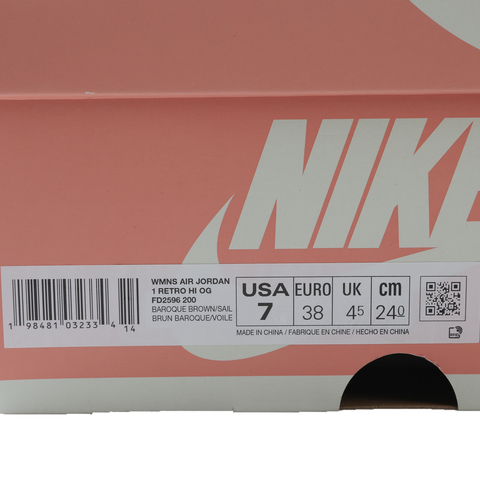 NIKE
WMNS AIR JORDAN
1 RETRO HI OG
FD2596 200
BAROQUE BROWN/SAIL
BRUN BAROQUE/VOILE
USA EURO UK cm
7 38 4.5 24.0
MADE IN CHINA / FABRIQUE EN CHINE / HECHO EN CHINA
1 98481 03233 4 14